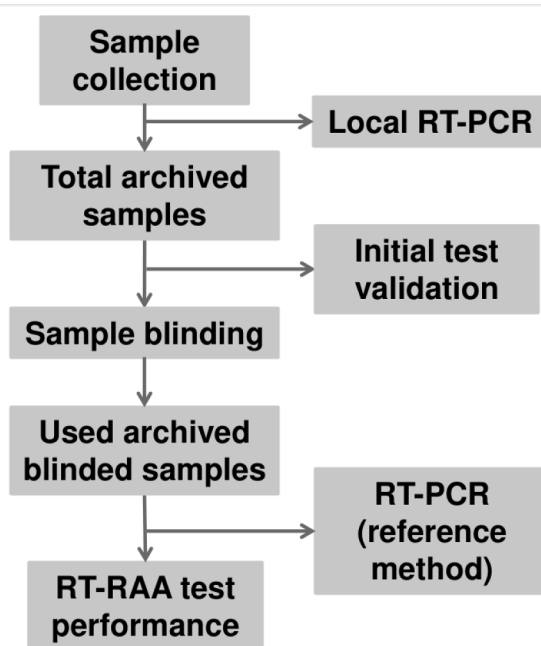 Sample
collection
Local RT-PCR
Total archived
samples
Initial test
validation
Sample blinding
Used archived
blinded samples
RT-PCR
(reference
method)
RT-RAA test
performance